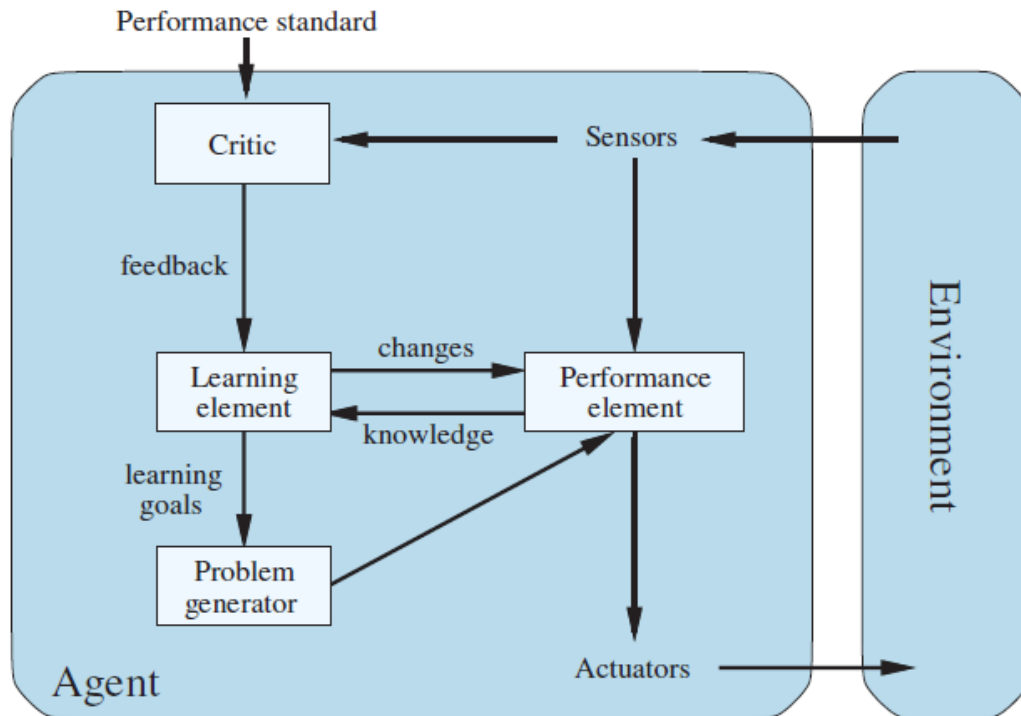 Performance standard
Critic
Sensors
feedback
changes
Learning
element
Performance
element
knowledge
learning
goals
Problem
generator
Actuators
Agent
Environment